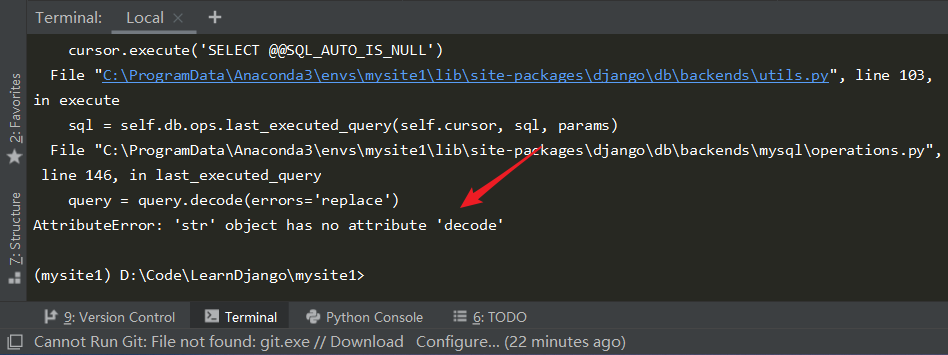 Terminal: Local × +
cursor.execute('SELECT @@SQL_AUTO_IS_NULL')
File "C:\ProgramData\Anaconda3\envs\mysite1\lib\site-packages\django\db\backends\utils.py", line 103,
in execute
sql = self.db.ops.last_executed_query(self.cursor, sql, params)
File "C:\ProgramData\Anaconda3\envs\mysite1\lib\site-packages\django\db\backends\mysql\operations.py",
line 146, in last_executed_query
query = query.decode(errors='replace')
AttributeError: 'str' object has no attribute 'decode'
(mysite1) D:\Code\LearnDjango\mysite1>
2: Favorites
7: Structure
9: Version Control Terminal Python Console 6: TODO
Cannot Run Git: File not found: git.exe // Download Configure... (22 minutes ago)